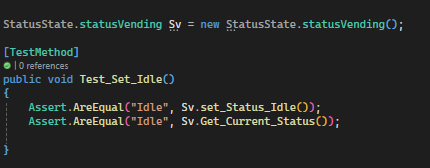 StatusState.statusVending Sv = new StatusState.statusVending();
[TestMethod]
| 0 references
public void Test_Set_Idle()
{
Assert.AreEqual("Idle", Sv.set_Status_Idle());
Assert.AreEqual("Idle", Sv.Get_Current_Status());
}